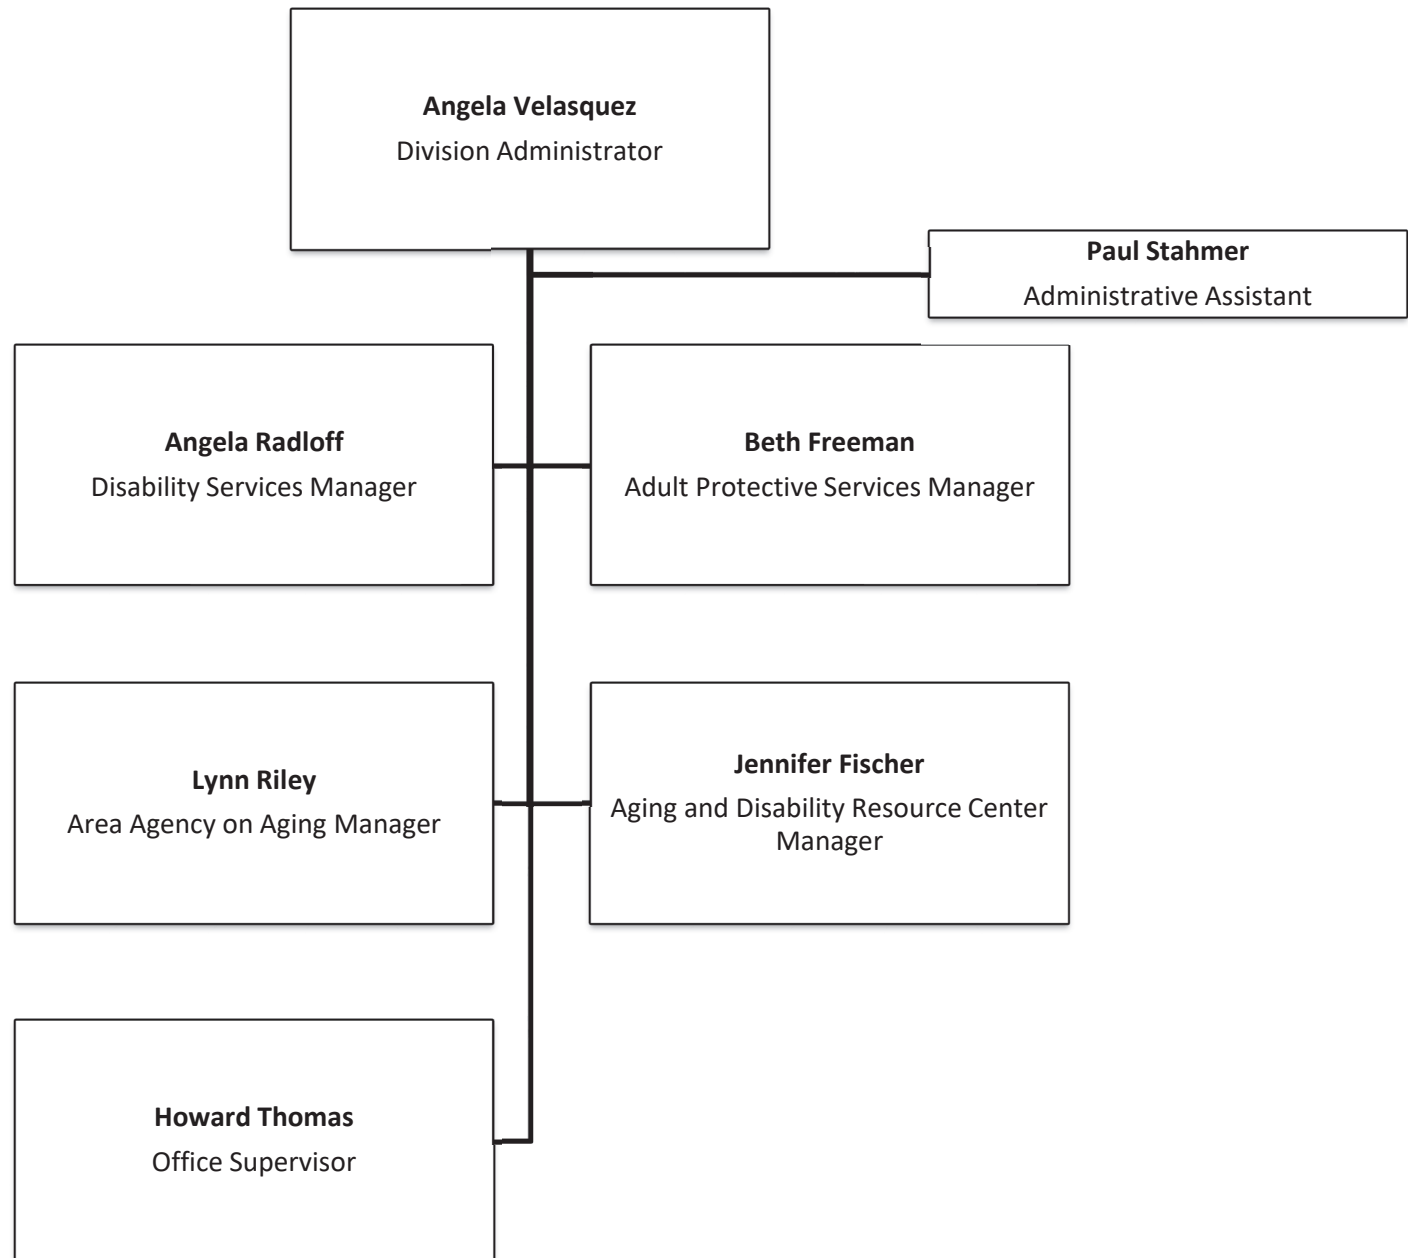 Angela Velasquez
Division Administrator
Paul Stahmer
Administrative Assistant
Angela Radloff
Disability Services Manager
Beth Freeman
Adult Protective Services Manager
Lynn Riley
Area Agency on Aging Manager
Jennifer Fischer
Aging and Disability Resource Center
Manager
Howard Thomas
Office Supervisor